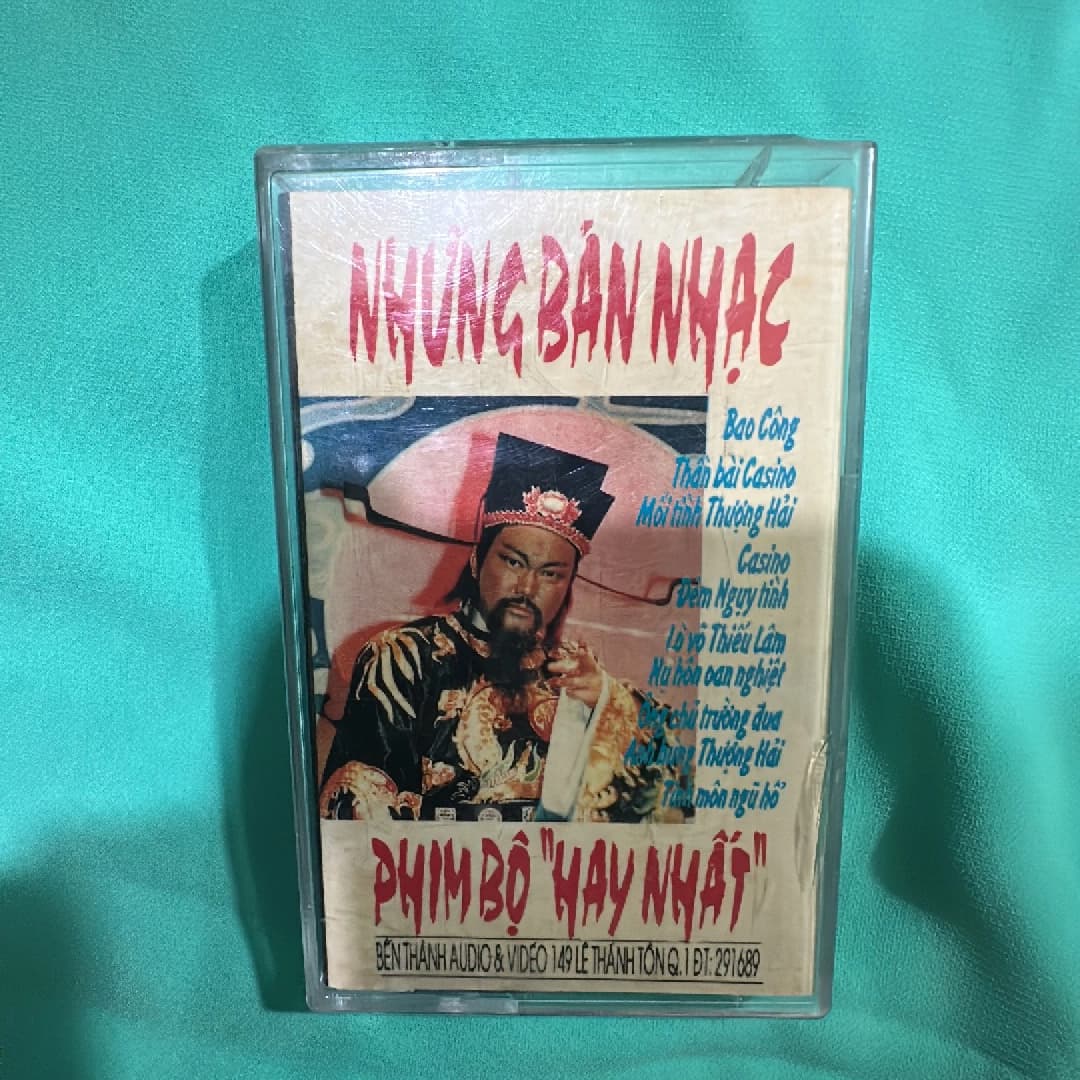 NHỮNG BẢN NHẠC
Bao Công
Thần bài Casino
Mối tình Thượng Hải
Casino
Đêm Ngụy tình
Lò võ Thiếu Lâm
Nụ hôn oan nghiệt
Ông chủ trường đua
Anh hùng Thượng Hải
môn ngũ hổ
PHIM BỘ "HAY NHẤT"
BẾN THÀNH AUDIO & VIDEO 149 LÊ THÁNH TÔN Q.1 ĐT: 291689